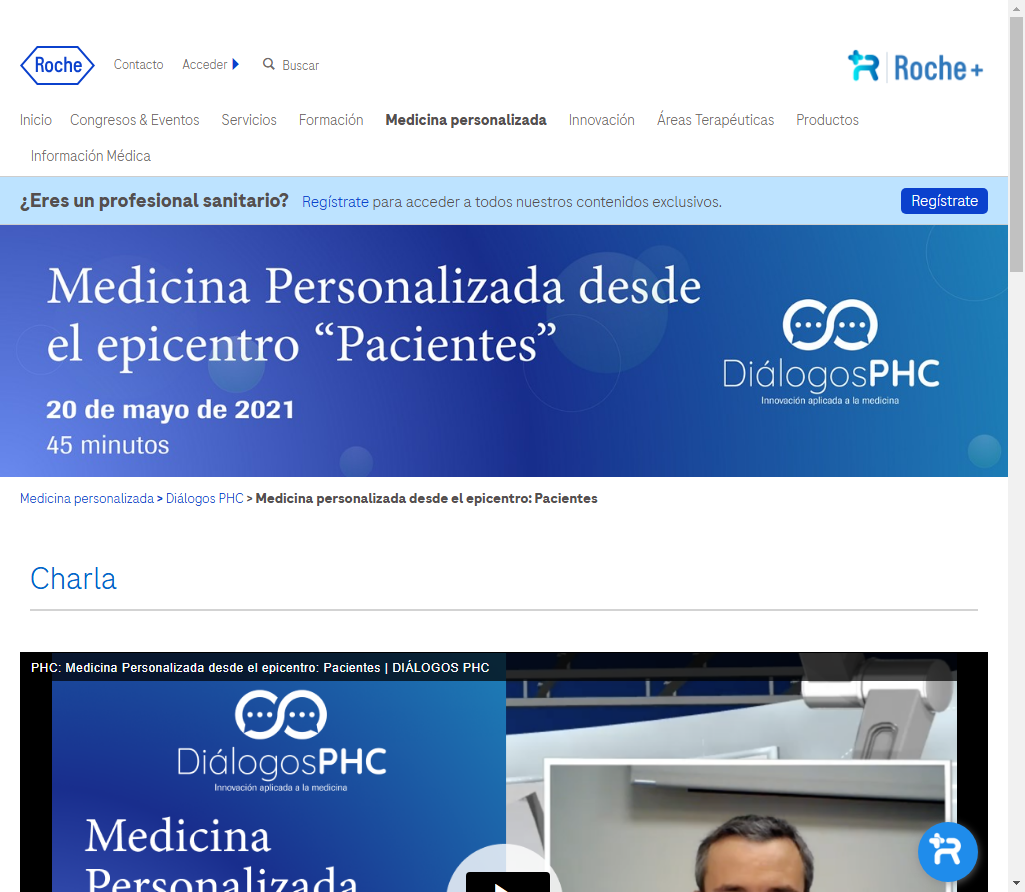 Roche
Contacto
Acceder
Buscar
Roche+
Inicio
Congresos & Eventos
Servicios
Formación
Medicina personalizada
Innovación
Áreas Terapéuticas
Productos
Información Médica
¿Eres un profesional sanitario? Regístrate para acceder a todos nuestros contenidos exclusivos.
Regístrate
Medicina Personalizada desde
el epicentro “Pacientes”
20 de mayo de 2021
45 minutos
DiálogosPHC
Innovación aplicada a la medicina
Medicina personalizada > Diálogos PHC > Medicina personalizada desde el epicentro: Pacientes
Charla
PHC: Medicina Personalizada desde el epicentro: Pacientes | DIÁLOGOS PHC
DiálogosPHC
Innovación aplicada a la medicina
Medicina
Personalizada